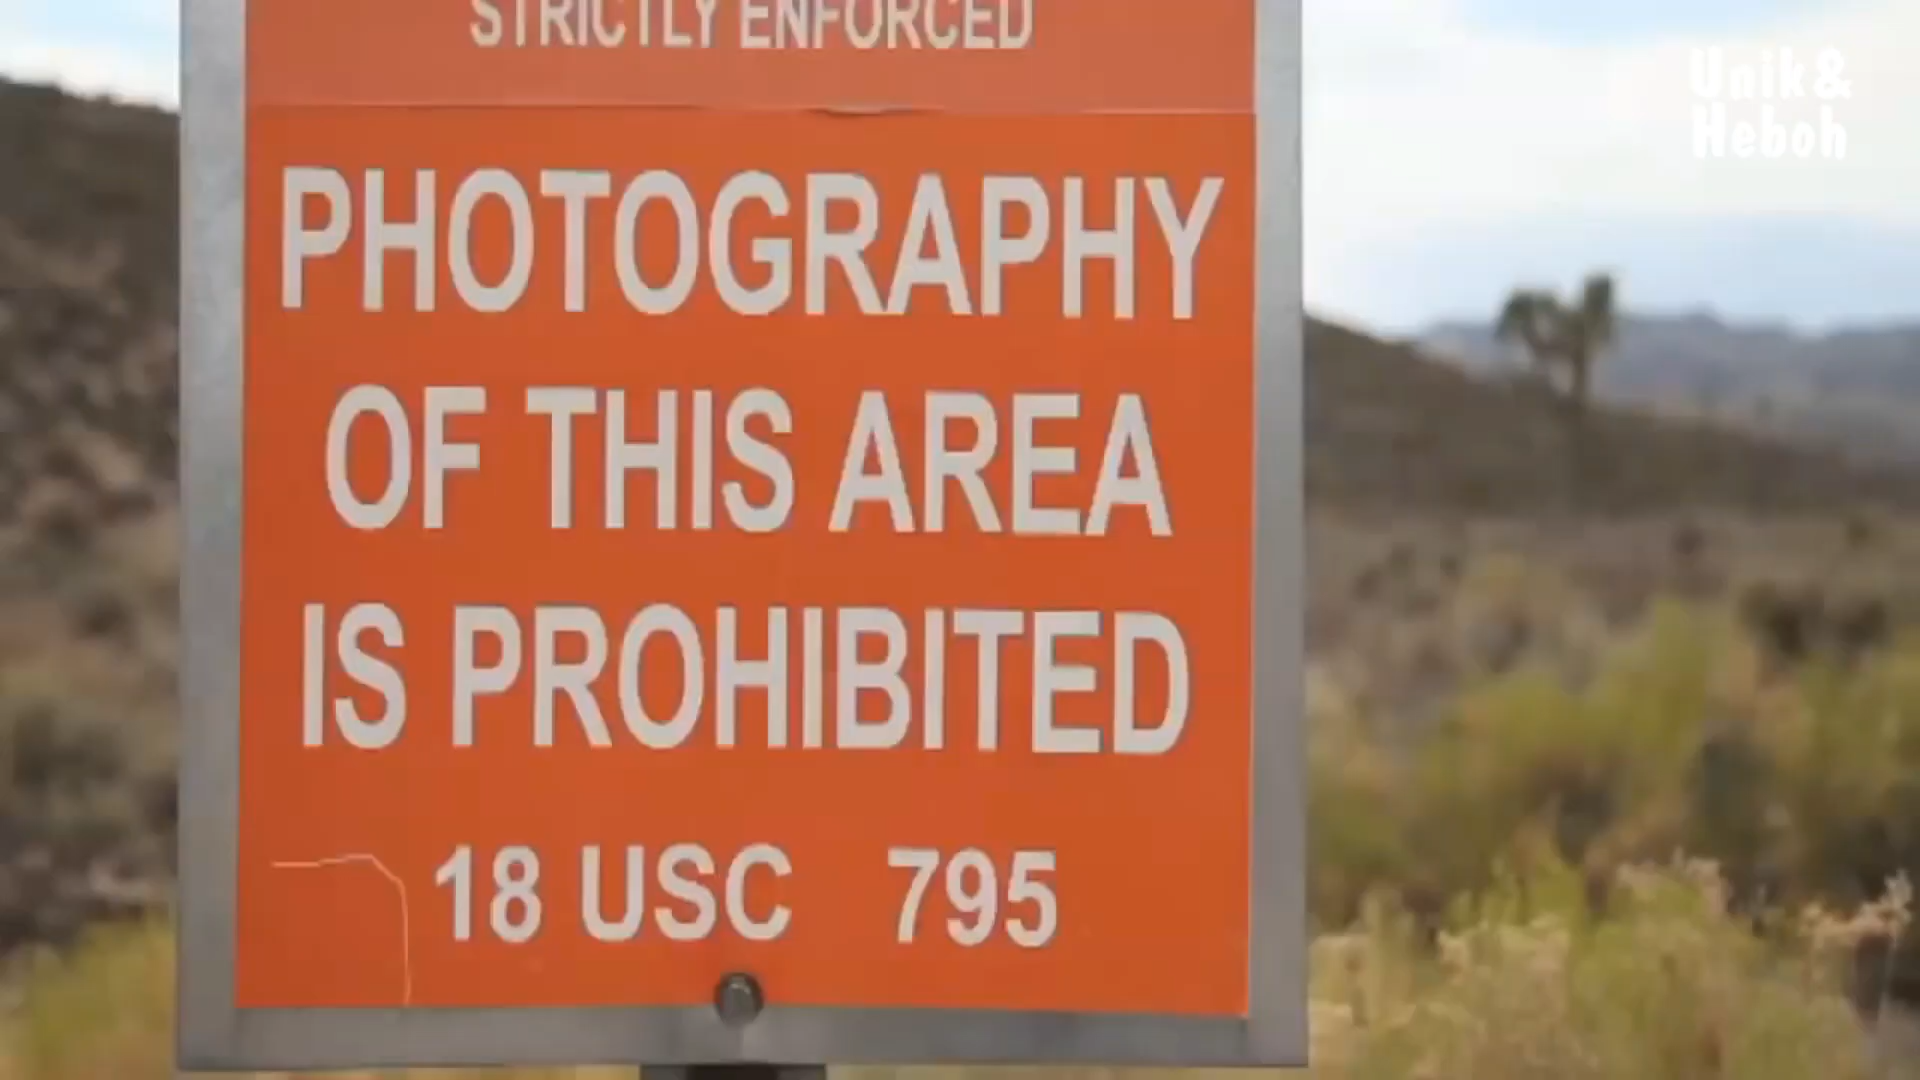 STRICTLY ENFORCED
Unik&
Heboh
PHOTOGRAPHY
OF THIS AREA
IS PROHIBITED
18 USC 795